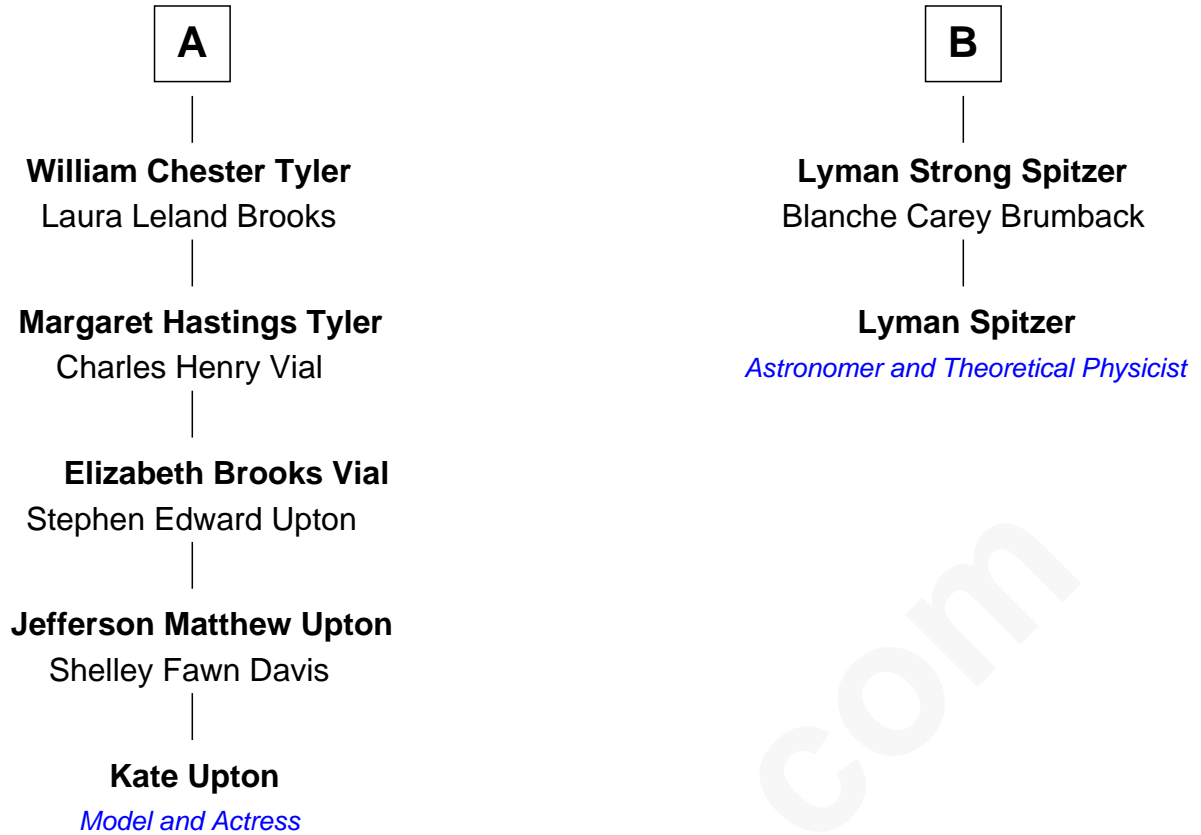 A
William Chester Tyler
Laura Leland Brooks
Margaret Hastings Tyler
Charles Henry Vial
Elizabeth Brooks Vial
Stephen Edward Upton
Jefferson Matthew Upton
Shelley Fawn Davis
Kate Upton
Model and Actress
B
Lyman Strong Spitzer
Blanche Carey Brumback
Lyman Spitzer
Astronomer and Theoretical Physicist
com